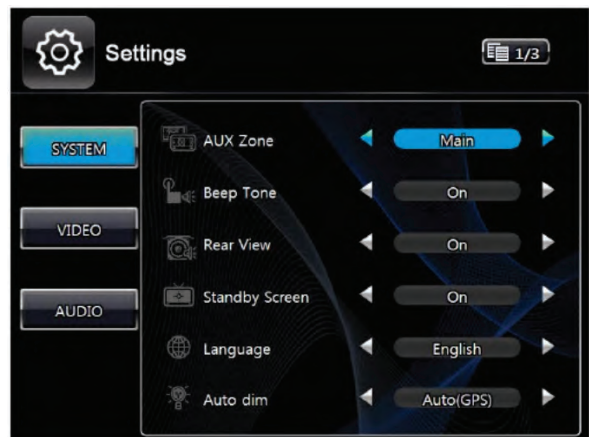 Settings
1/3
SYSTEM
VIDEO
AUDIO
AUX Zone Main
Beep Tone On
Rear View On
Standby Screen On
Language English
Auto dim Auto(GPS)